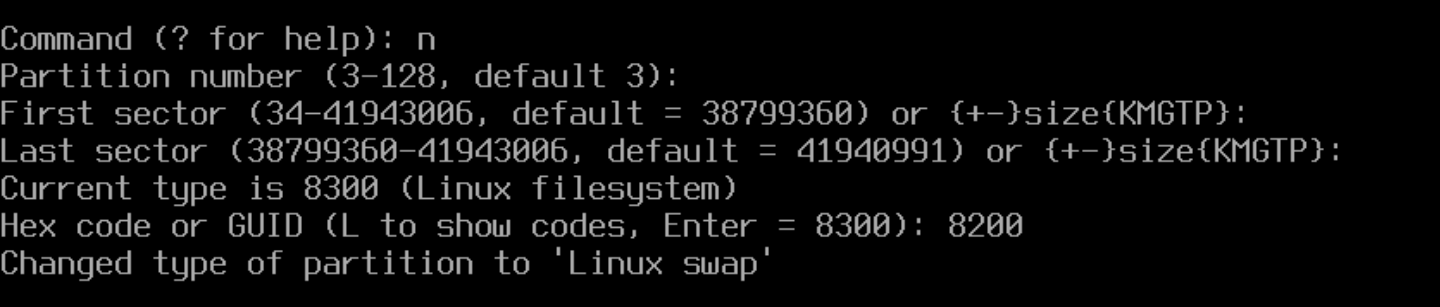 Command (? for help): n
Partition number (3-128, default 3):
First sector (34-41943006, default = 38799360) or {+-}size{KMGTP}:
Last sector (38799360-41943006, default = 41940991) or {+-}size{KMGTP}:
Current type is 8300 (Linux filesystem)
Hex code or GUID (L to show codes, Enter = 8300): 8200
Changed type of partition to 'Linux swap'